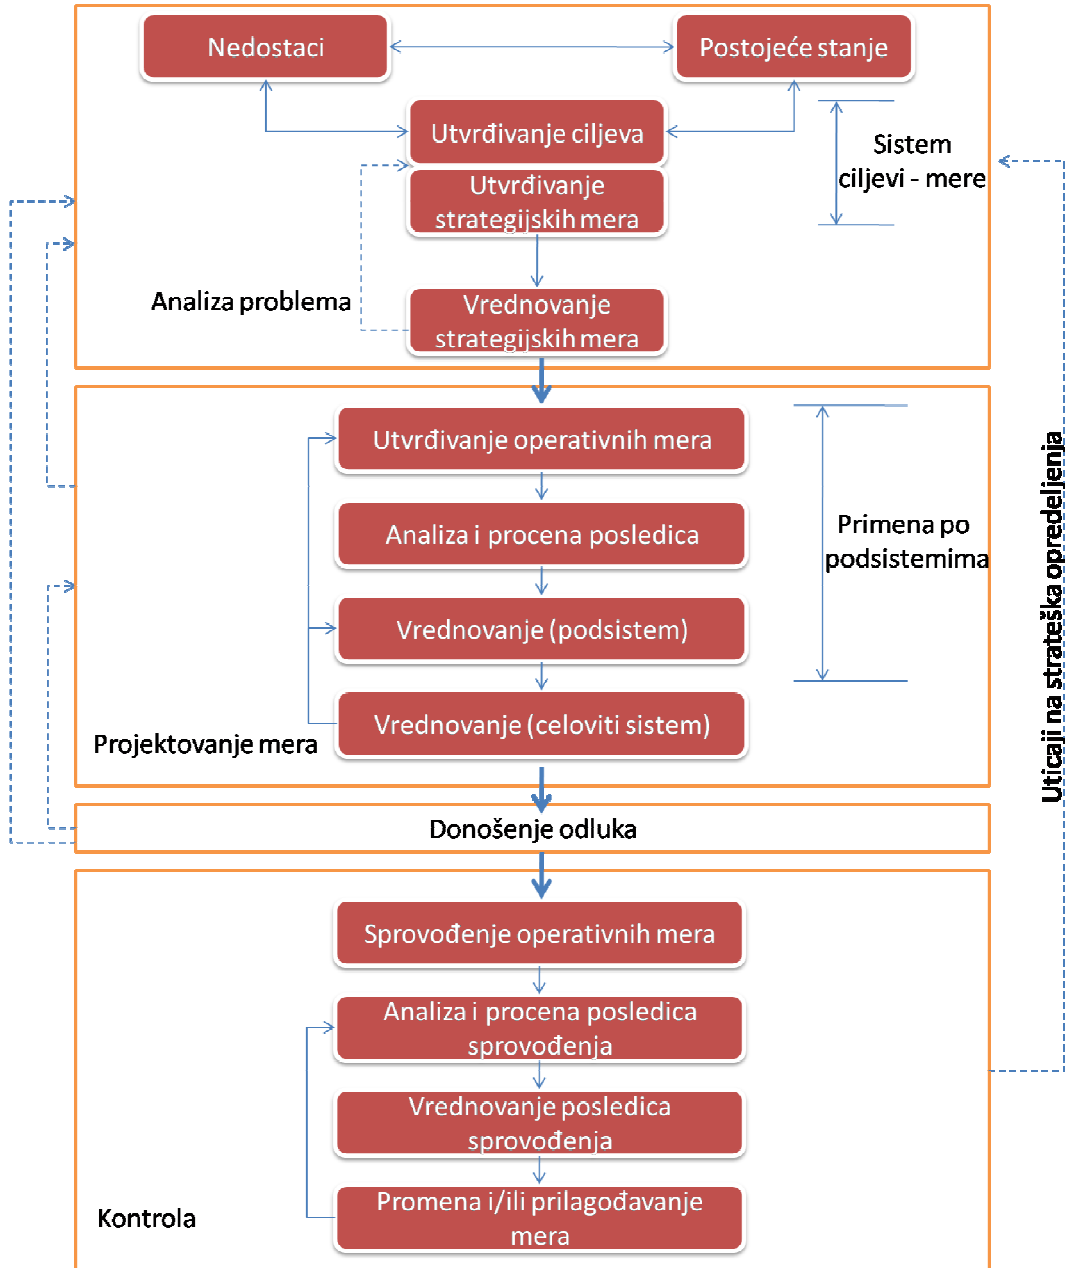 Nedostaci
Postojeće stanje
Utvrđivanje ciljeva
Sistem
ciljevi - mere
Utvrđivanje
strategijskih mera
Analiza problema
Vrednovanje
strategijskih mera
Utvrđivanje operativnih mera
Analiza i procena posledica
Primena po
podsistemima
Vrednovanje (podsistem)
Vrednovanje (celoviti sistem)
Projektovanje mera
Uticaji na strateška opredeljenja
Donošenje odluka
Sprovođenje operativnih mera
Analiza i procena posledica
sprovođenja
Vrednovanje posledica
sprovođenja
Promena i/ili prilagođavanje
mera
Kontrola